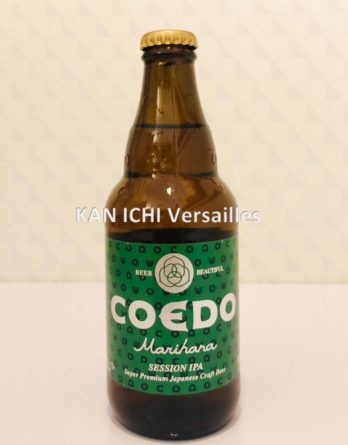 KAN ICHI Versailles
BEER BEAUTIFUL
COEDO
Marihana
SESSION IPA
Super Premium Japanese Craft Beer